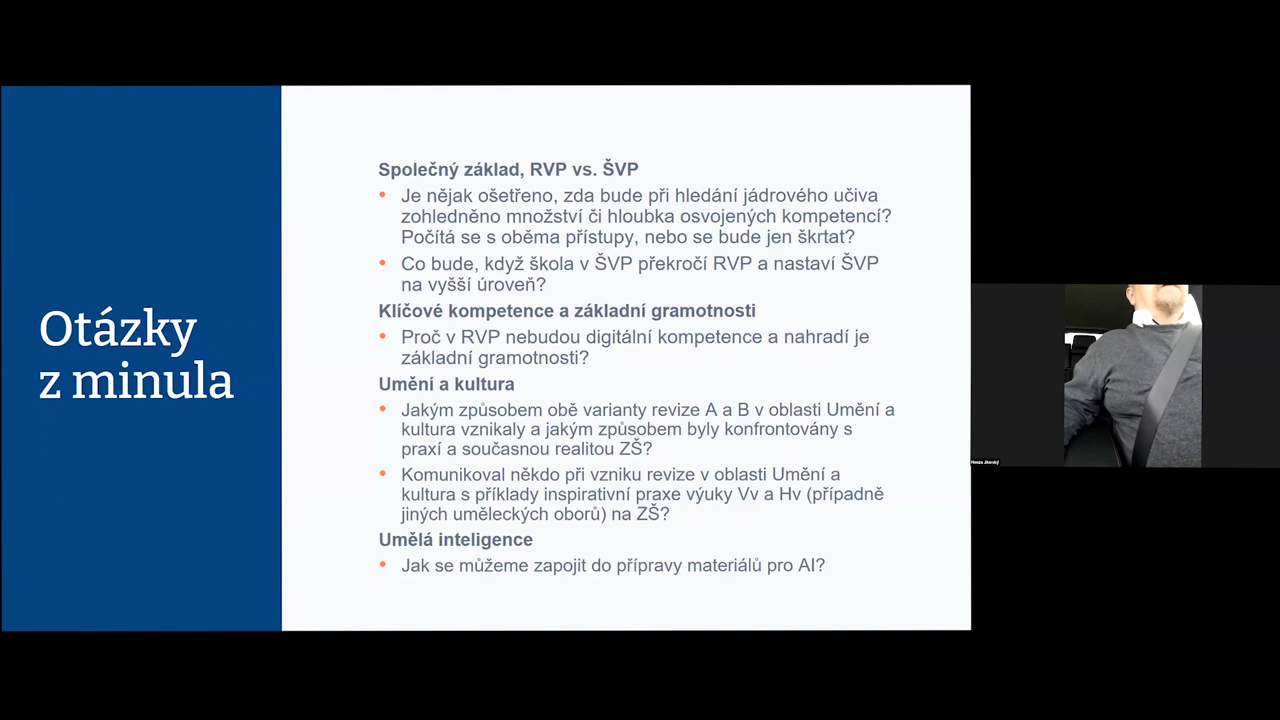 Otázky
z minula
Společný základ, RVP vs. ŠVP
• Je nějak ošetřeno, zda bude při hledání jádrového učiva
zohledněno množství či hloubka osvojených kompetencí?
Počítá se s oběma přístupy, nebo se bude jen škrtat?
• Co bude, když škola v ŠVP překročí RVP a nastaví ŠVP
na vyšší úroveň?
Klíčové kompetence a základní gramotnosti
• Proč v RVP nebudou digitální kompetence a nahradí je
základní gramotnosti?
Umění a kultura
• Jakým způsobem obě varianty revize A a B v oblasti Umění a
kultura vznikaly a jakým způsobem byly konfrontovány s
praxí a současnou realitou ZŠ?
• Komunikoval někdo při vzniku revize v oblasti Umění a
kultura s příklady inspirativní praxe výuky Vv a Hv (případně
jiných uměleckých oborů) na ZŠ?
Umělá inteligence
• Jak se můžeme zapojit do přípravy materiálů pro AI?